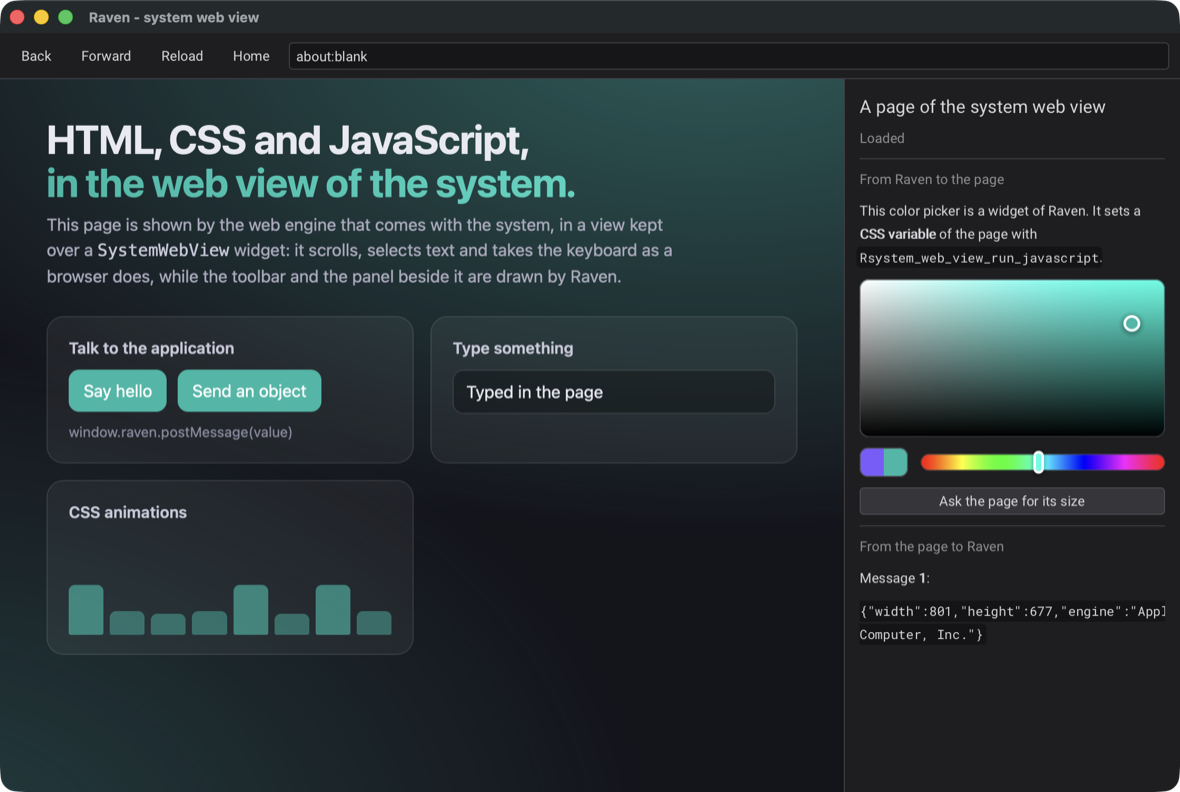 Raven - system web view
Back Forward Reload Home about:blank
HTML, CSS and JavaScript,
in the web view of the system.
This page is shown by the web engine that comes with the system, in a view kept
over a SystemWebView widget: it scrolls, selects text and takes the keyboard as a
browser does, while the toolbar and the panel beside it are drawn by Raven.
Talk to the application
Say hello Send an object
window.raven.postMessage(value)
Type something
Typed in the page
CSS animations
A page of the system web view
Loaded
From Raven to the page
This color picker is a widget of Raven. It sets a
CSS variable of the page with
Rsystem_web_view_run_javascript.
Ask the page for its size
From the page to Raven
Message 1:
{"width":801,"height":677,"engine":"Appl
Computer, Inc."}